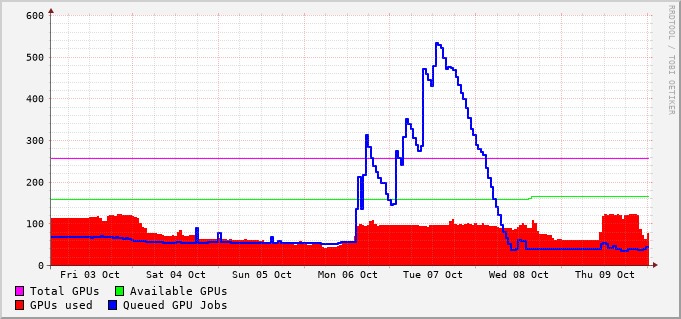 600
500
400
300
200
100
0
Fri 03 Oct Sat 04 Oct Sun 05 Oct Mon 06 Oct Tue 07 Oct Wed 08 Oct Thu 09 Oct
Total GPUs Available GPUs
GPUs used Queued GPU Jobs
RRDTOOL / TOBI OETIKER